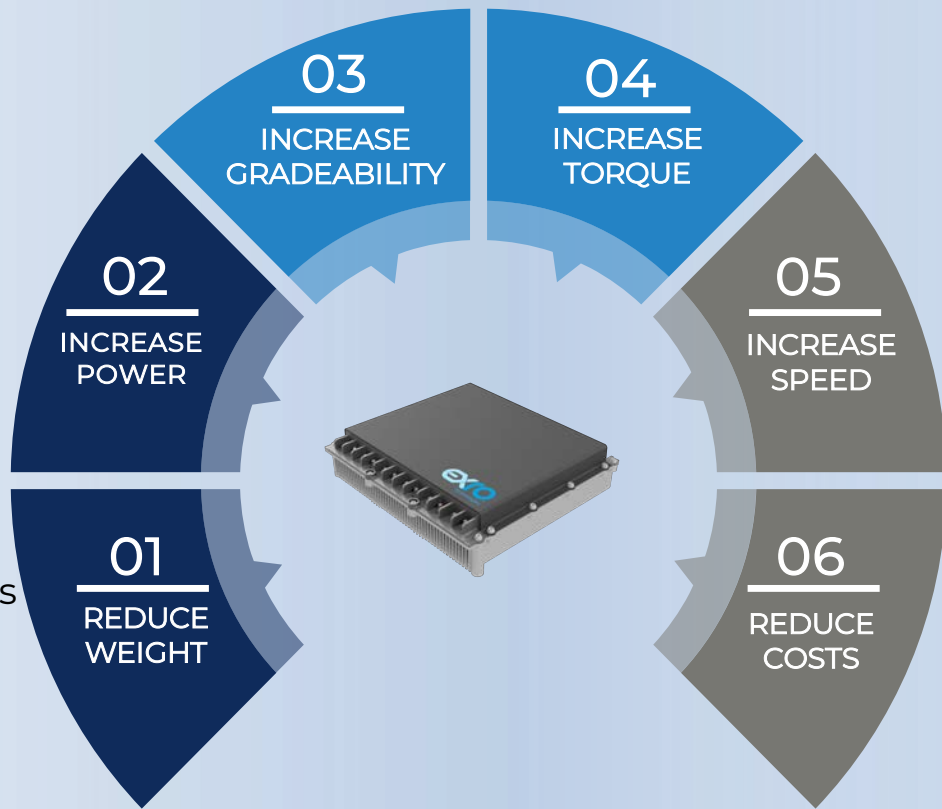 03
INCREASE
GRADEABILITY
04
INCREASE
TORQUE
02
INCREASE
POWER
05
INCREASE
SPEED
exro
01
REDUCE
WEIGHT
06
REDUCE
COSTS
s